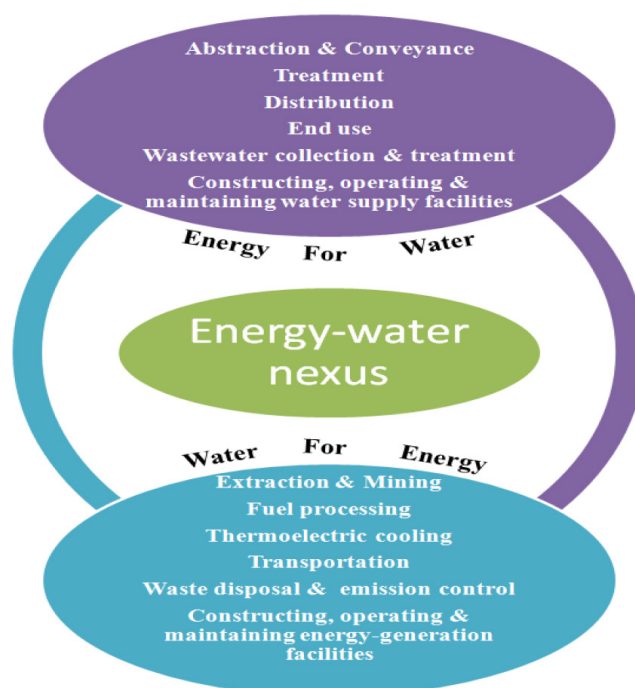 Abstraction & Conveyance
Treatment
Distribution
End use
Wastewater collection & treatment
Constructing, operating &
maintaining water supply facilities
Energy For Water
Energy-water
nexus
Water For Energy
Extraction & Mining
Fuel processing
Thermoelectric cooling
Transportation
Waste disposal & emission control
Constructing, operating &
maintaining energy-generation
facilities